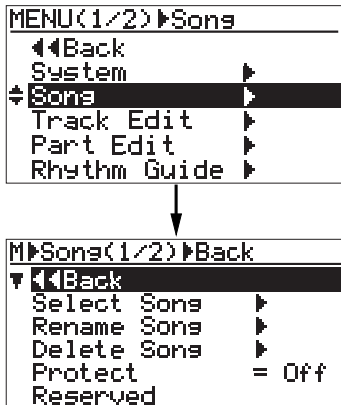 MENU(1/2)▶Song
◀◀Back
System ▶
Song ▶
Track Edit ▶
Part Edit ▶
Rhythm Guide ▶
M▶Song(1/2)▶Back
◀◀Back
Select Song ▶
Rename Song ▶
Delete Song ▶
Protect = Off
Reserved